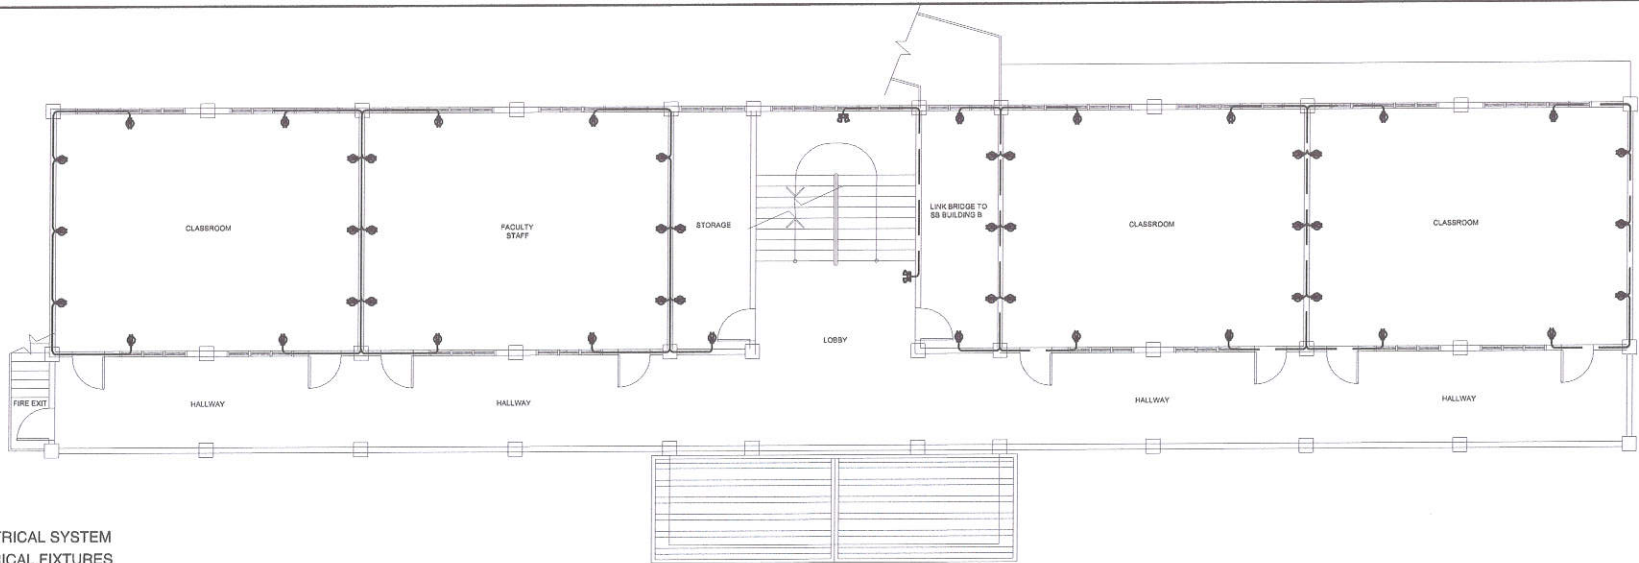 CLASSROOM
FACULTY
STAFF
STORAGE
LINK BRIDGE TO
SB BUILDING B
CLASSROOM
CLASSROOM
LOBBY
FIRE EXIT
HALLWAY
HALLWAY
HALLWAY
HALLWAY
TRICAL SYSTEM
RICAL FIXTURES